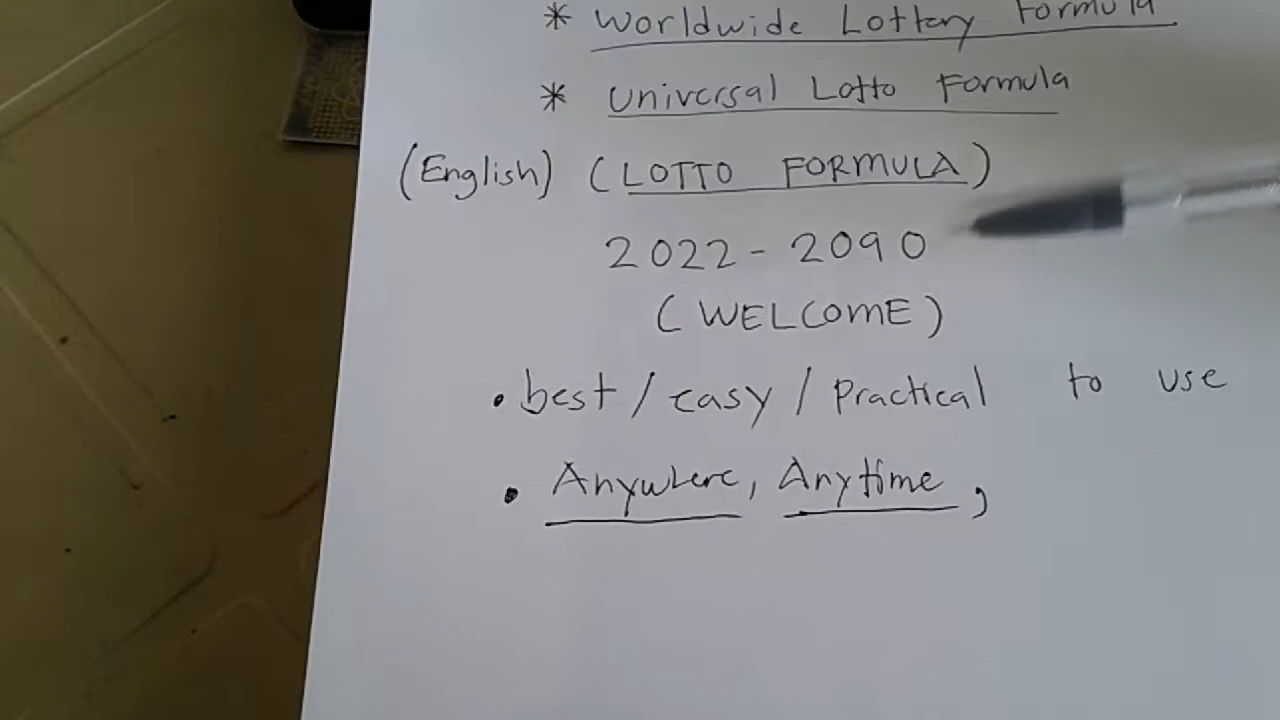 * Worldwide Lottery Formula
* Universal Lotto Formula
(English) (LOTTO FORMULA)
2022 - 2090
(WELCOME)
• best / easy / Practical to use
• Anywhere, Anytime,